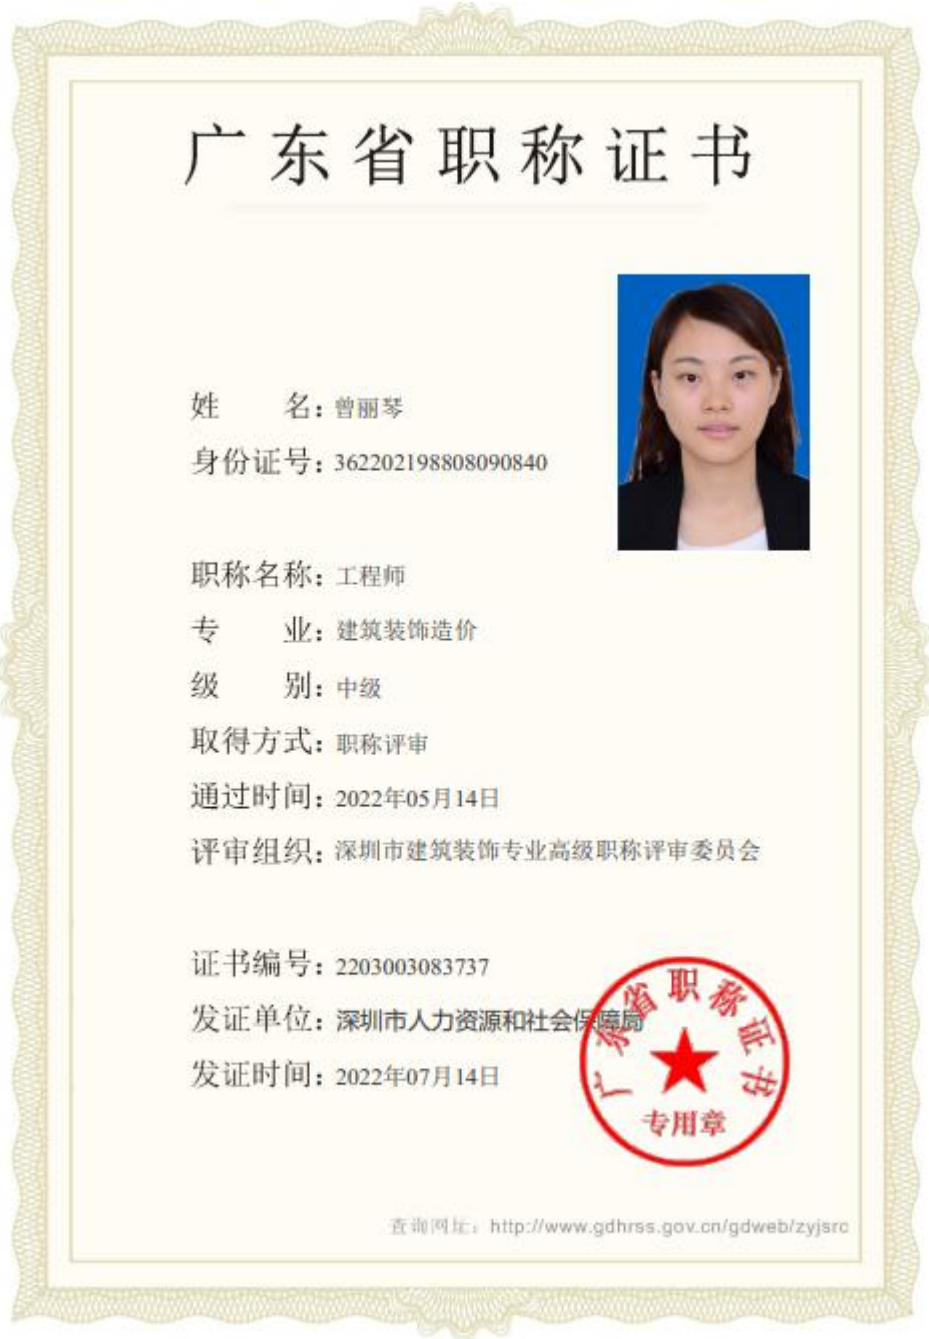 广东省职称证书
姓名：曾丽琴
身份证号：362202198808090840
职称名称：工程师
专业：建筑装饰造价
级别：中级
取得方式：职称评审
通过时间：2022年05月14日
评审组织：深圳市建筑装饰专业高级职称评审委员会
证书编号：2203003083737
发证单位：深圳市人力资源和社会保障局
发证时间：2022年07月14日
广东省职称证书
专用章
查询网址：http://www.gdhrss.gov.cn/gdweb/zyjsrc